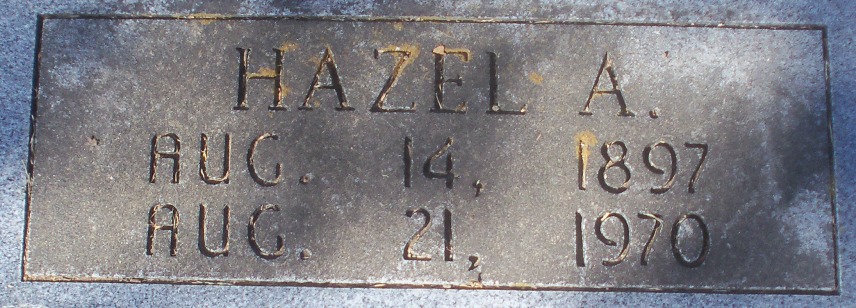 HAZEL A.
AUG. 14, 1897
AUG. 21, 1970